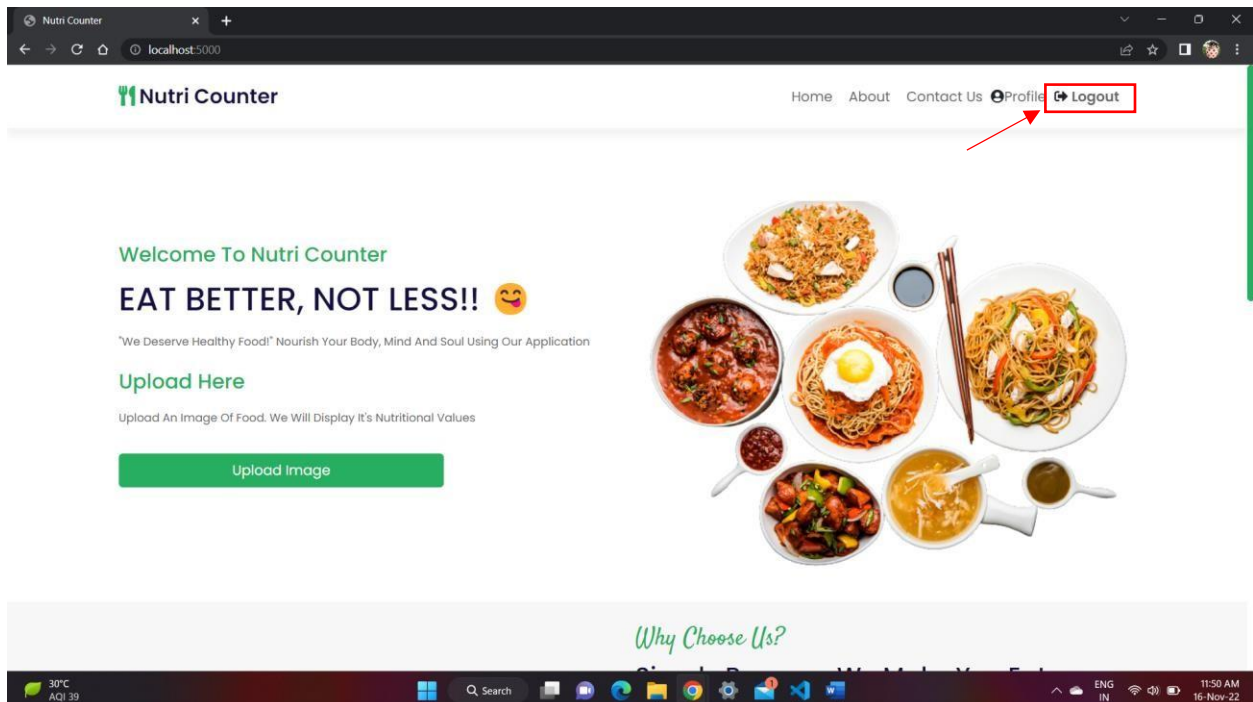 Nutri Counter
localhost:5000
Nutri Counter
Home About Contact Us Profile Logout
Welcome To Nutri Counter
EAT BETTER, NOT LESS!!
"We Deserve Healthy Food!" Nourish Your Body, Mind And Soul Using Our Application
Upload Here
Upload An Image Of Food. We Will Display It's Nutritional Values
Upload Image
Why Choose Us?
30°C
AQI 39
Search
ENG
IN
11:50 AM
16-Nov-22